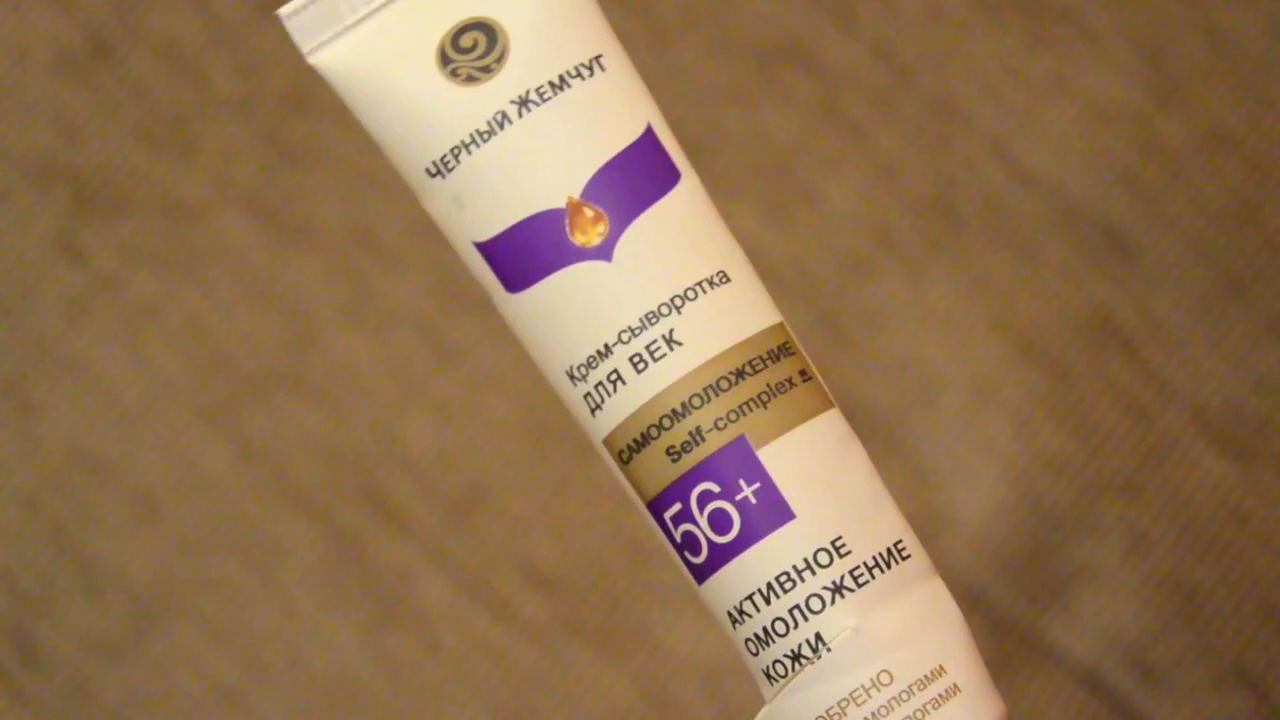 ЧЕРНЫЙ ЖЕМЧУГ
Крем-сыворотка
ДЛЯ ВЕК
САМООМОЛОЖЕНИЕ
Self-complex
56+
АКТИВНОЕ
ОМОЛОЖЕНИЕ
КОЖИ